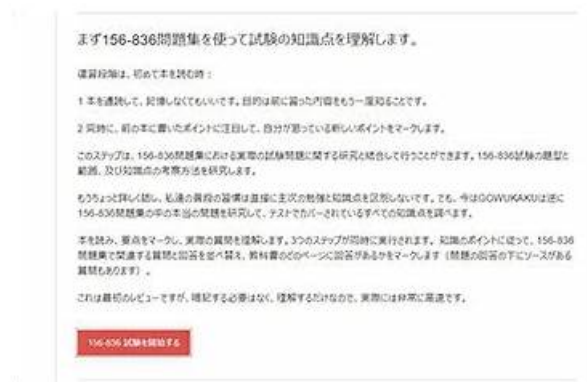 まず156-836問題集を使って試験の知識点を理解します。
復習段階は、初めて本を読む時：
1 本を通読して、記憶しなくてもいいです。目的は前に習った内容をもう一度知ることです。
2 同時に、前の本に書いたポイントに注目して、自分が思っている新しいポイントをマークします。
このステップは、156-836問題集における実際の試験問題に関する研究と結合して行うことができます。156-836試験の題型と
範囲、及び知識点の考察方法を研究します。
もうちょっと詳しく話し、私達の普段の習慣は直接に主次の勉強と知識点を区別しないです。でも、今はGOWUKAKUは逆に
156-836問題集の中の本当の問題を研究して、テストでカバーされているすべての知識点を調べます。
本を読み、要点をマークし、実際の質問を理解します。3つのステップが同時に実行されます。 知識のポイントに従って、156-836
問題集で関連する質問と回答を並べ替え、教科書のどのページに回答があるかをマークします（問題の回答の下にソースがある
質問もあります）。
これは最初のレビューですが、暗記する必要はなく、理解するだけなので、実際には非常に高速です。
156-836 試験を開始する